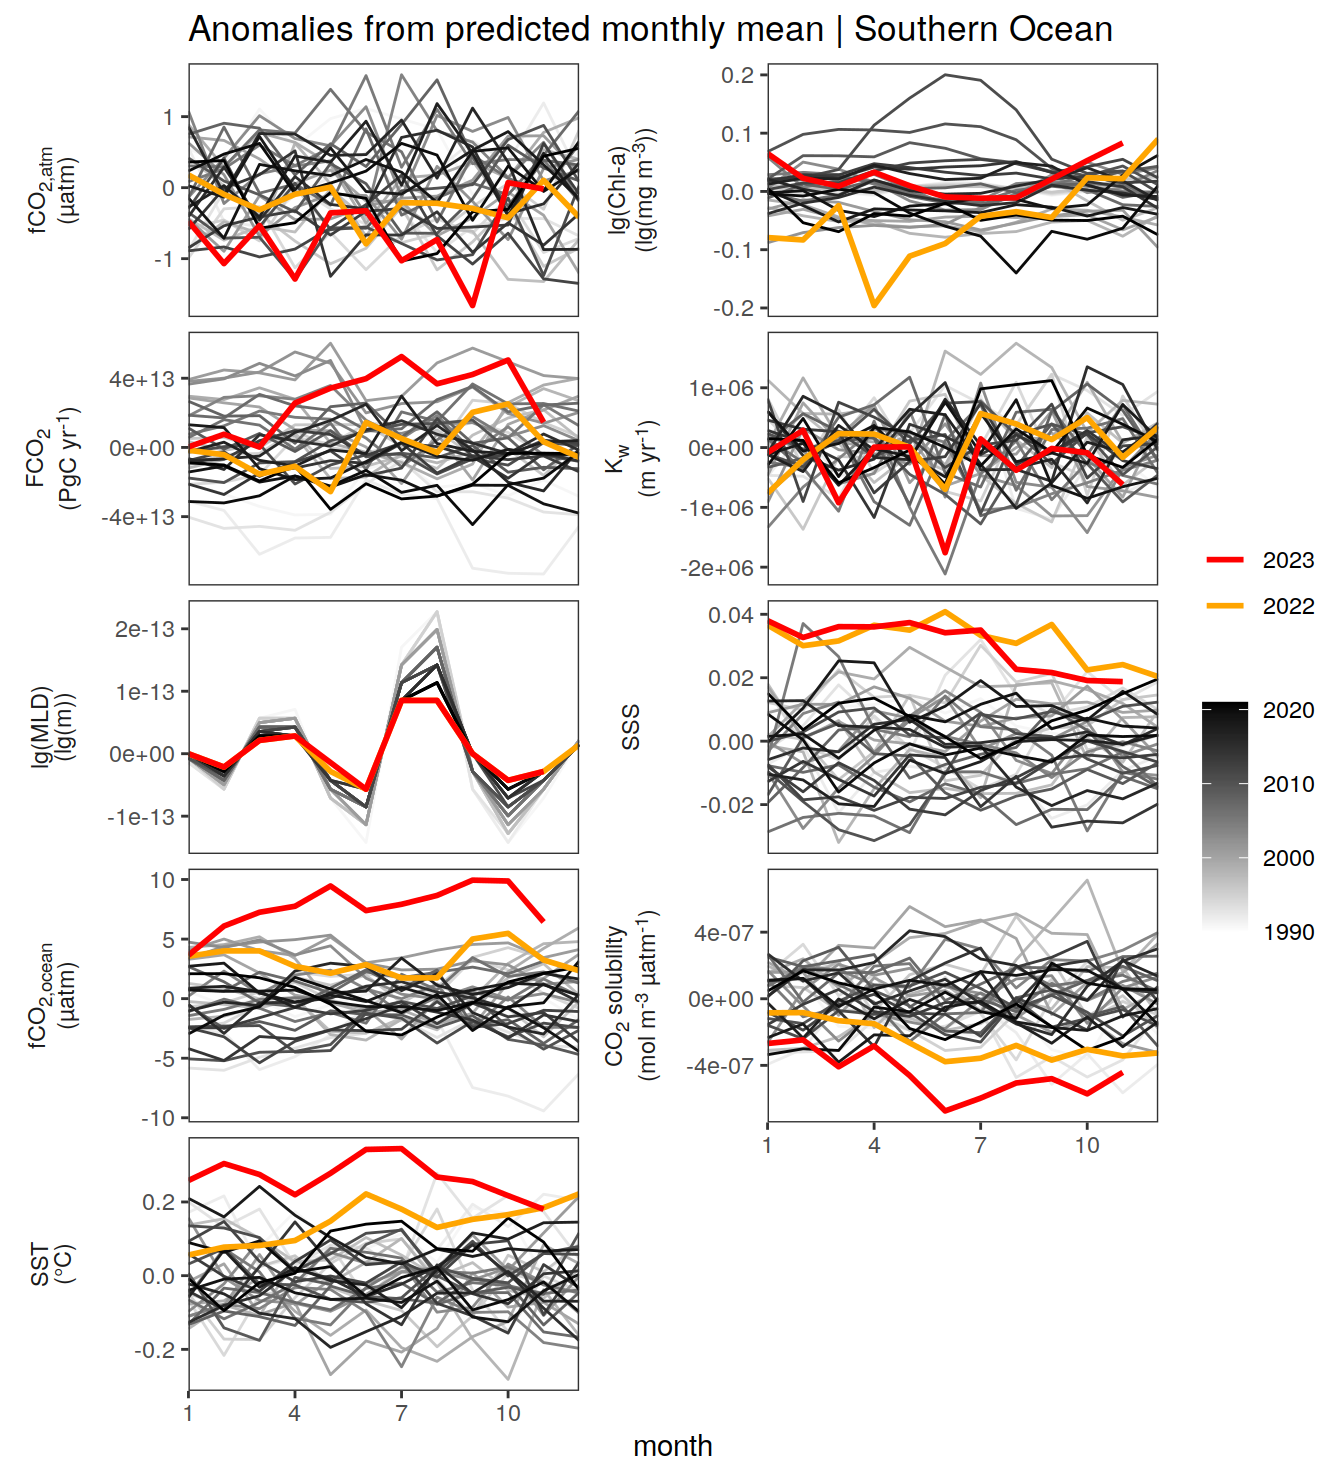 Anomalies from predicted monthly mean | Southern Ocean
fCO2,atm
(µatm)
1
0
-1
lg(Chl-a)
(lg(mg m-3))
0.2
0.1
0.0
-0.1
-0.2
FCO2
(PgC yr-1)
4e+13
0e+00
-4e+13
Kw
(m yr-1)
1e+06
0e+00
-1e+06
-2e+06
lg(MLD)
(lg(m))
2e-13
1e-13
0e+00
-1e-13
SSS
0.04
0.02
0.00
-0.02
fCO2,ocean
(µatm)
10
5
0
-5
-10
CO2 solubility
(mol m-3 µatm-1)
4e-07
0e+00
-4e-07
1 4 7 10
SST
(°C)
0.2
0.0
-0.2
1 4 7 10
month
2023
2022
2020
2010
2000
1990